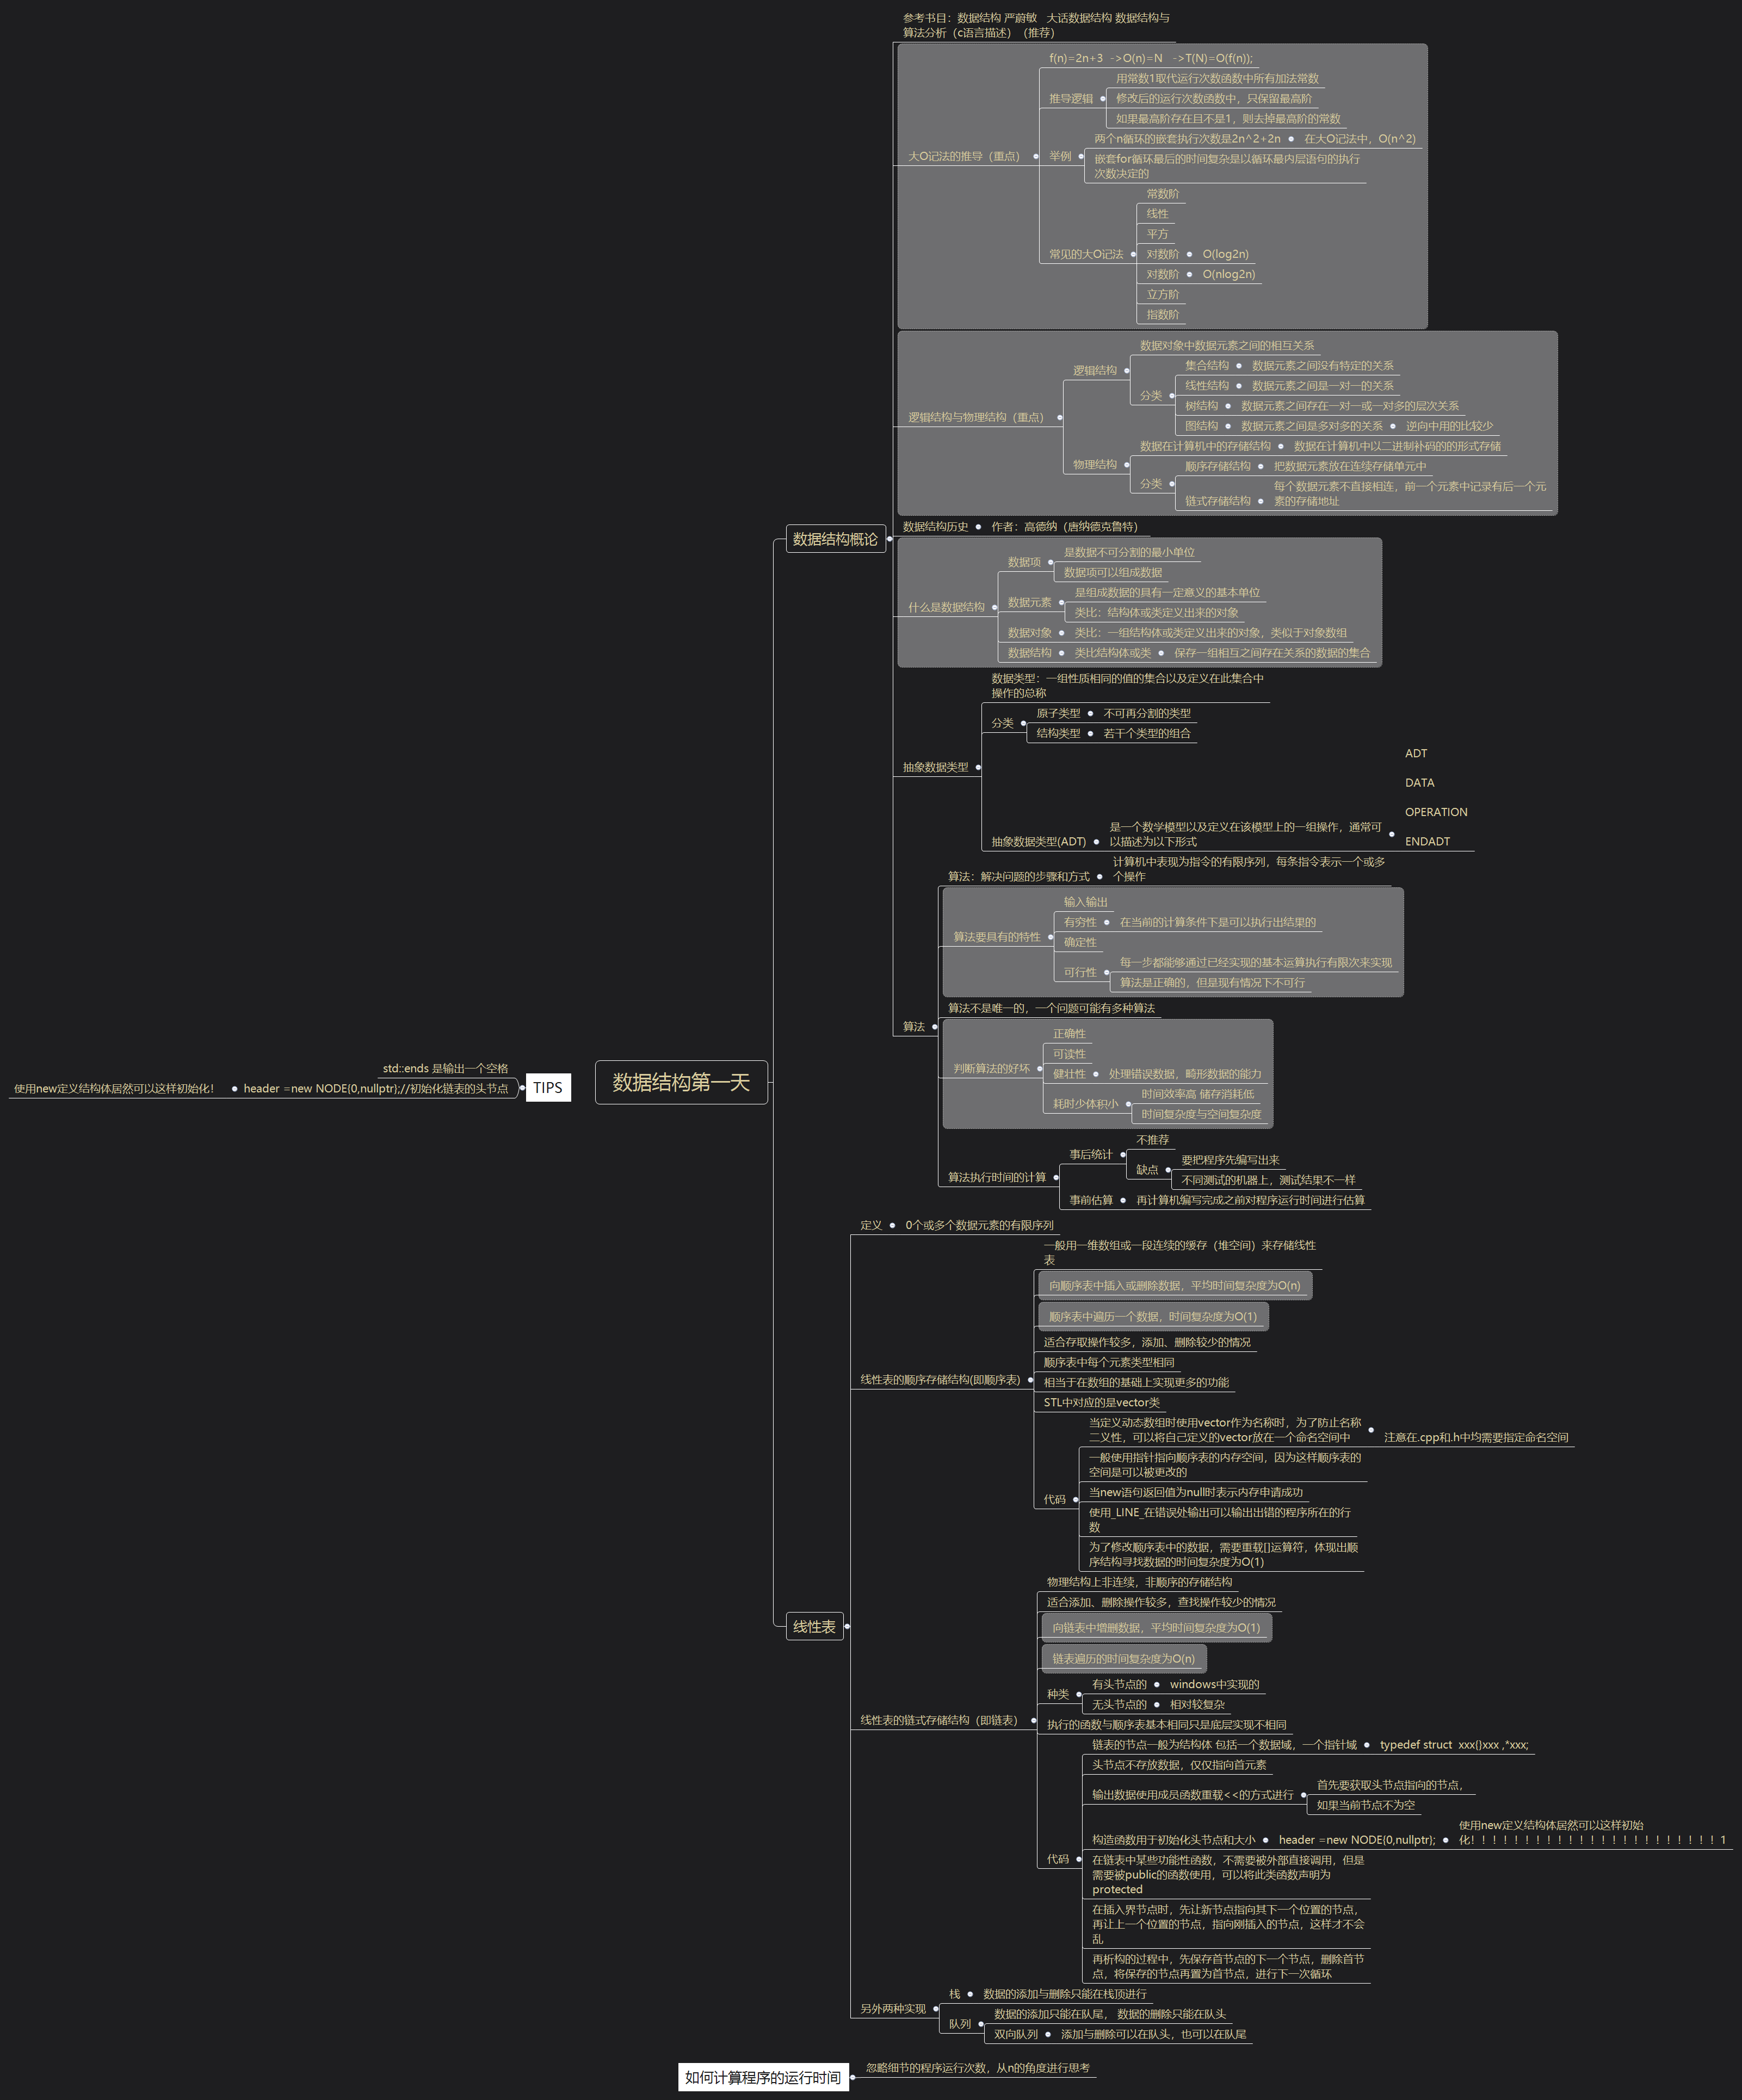 参考书目：数据结构 严蔚敏　大话数据结构 数据结构与
算法分析（c语言描述）（推荐）
f(n)=2n+3 ->O(n)=N ->T(N)=O(f(n));
用常数1取代运行次数函数中所有加法常数
推导逻辑
修改后的运行次数函数中，只保留最高阶
如果最高阶存在且不是1，则去掉最高阶的常数
大O记法的推导（重点）
举例
两个n循环的嵌套执行次数是2n^2+2n
在大O记法中，O(n^2)
嵌套for循环最后的时间复杂是以循环最内层语句的执行
次数决定的
常见的大O记法
常数阶
线性
平方
对数阶
O(log2n)
对数阶
O(nlog2n)
立方阶
指数阶
逻辑结构与物理结构（重点）
逻辑结构
数据对象中数据元素之间的相互关系
分类
集合结构
数据元素之间没有特定的关系
线性结构
数据元素之间是一对一的关系
树结构
数据元素之间存在一对一或一对多的层次关系
图结构
数据元素之间是多对多的关系
逆向中用的比较少
物理结构
数据在计算机中的存储结构
数据在计算机中以二进制补码的的形式存储
分类
顺序存储结构
把数据元素放在连续存储单元中
链式存储结构
每个数据元素不直接相连，前一个元素中记录有后一个元
素的存储地址
数据结构概论
数据结构历史
作者：高德纳（唐纳德克鲁特）
什么是数据结构
数据项
是数据不可分割的最小单位
数据项可以组成数据
数据元素
是组成数据的具有一定意义的基本单位
类比：结构体或类定义出来的对象
数据对象
类比：一组结构体或类定义出来的对象，类似于对象数组
数据结构
类比结构体或类
保存一组相互之间存在关系的数据的集合
抽象数据类型
数据类型：一组性质相同的值的集合以及定义在此集合中
操作的总称
分类
原子类型
不可再分割的类型
结构类型
若干个类型的组合
抽象数据类型(ADT)
是一个数学模型以及定义在该模型上的一组操作，通常可
以描述为以下形式
ADT
DATA
OPERATION
ENDADT
算法
算法：解决问题的步骤和方式
计算机中表现为指令的有限序列，每条指令表示一个或多
个操作
算法要具有的特性
输入输出
有穷性
在当前的计算条件下是可以执行出结果的
确定性
可行性
每一步都能够通过已经实现的基本运算执行有限次来实现
算法是正确的，但是现有情况下不可行
算法不是唯一的，一个问题可能有多种算法
判断算法的好坏
正确性
可读性
健壮性
处理错误数据，畸形数据的能力
耗时少体积小
时间效率高 储存消耗低
时间复杂度与空间复杂度
算法执行时间的计算
事后统计
不推荐
缺点
要把程序先编写出来
不同测试的机器上，测试结果不一样
事前估算
再计算机编写完成之前对程序运行时间进行估算
std::ends 是输出一个空格
使用new定义结构体居然可以这样初始化！
header =new NODE{0,nullptr};//初始化链表的头节点
TIPS
数据结构第一天
线性表
定义
0个或多个数据元素的有限序列
线性表的顺序存储结构(即顺序表)
一般用一维数组或一段连续的缓存（堆空间）来存储线性
表
向顺序表中插入或删除数据，平均时间复杂度为O(n)
顺序表中遍历一个数据，时间复杂度为O(1)
适合存取操作较多，添加、删除较少的情况
顺序表中每个元素类型相同
相当于在数组的基础上实现更多的功能
STL中对应的是vector类
代码
当定义动态数组时使用vector作为名称时，为了防止名称
二义性，可以将自己定义的vector放在一个命名空间中
注意在.cpp和.h中均需要指定命名空间
一般使用指针指向顺序表的内存空间，因为这样顺序表的
空间是可以被更改的
当new语句返回值为null时表示内存申请成功
使用_LINE_在错误处输出可以输出出错的程序所在的行
数
为了修改顺序表中的数据，需要重载[]运算符，体现出顺
序结构寻找数据的时间复杂度为O(1)
线性表的链式存储结构（即链表）
物理结构上非连续，非顺序的存储结构
适合添加、删除操作较多，查找操作较少的情况
向链表中增删数据，平均时间复杂度为O(1)
链表遍历的时间复杂度为O(n)
种类
有头节点的
windows中实现的
无头节点的
相对较复杂
执行的函数与顺序表基本相同只是底层实现不相同
代码
链表的节点一般为结构体 包括一个数据域，一个指针域
typedef struct xxx{}xxx ,*xxx;
头节点不存放数据，仅仅指向首元素
输出数据使用成员函数重载<<的方式进行
首先要获取头节点指向的节点，
如果当前节点不为空
构造函数用于初始化头节点和大小
header =new NODE{0,nullptr};
使用new定义结构体居然可以这样初始
化！！！！！！！！！！！！！！！！！！！！！！！1
在链表中某些功能性函数，不需要被外部直接调用，但是
需要被public的函数使用，可以将此类函数声明为
protected
在插入界节点时，先让新节点指向其下一个位置的节点，
再让上一个位置的节点，指向刚插入的节点，这样才不会
乱
再析构的过程中，先保存首节点的下一个节点，删除首节
点，将保存的节点再置为首节点，进行下一次循环
另外两种实现
栈
数据的添加与删除只能在栈顶进行
队列
数据的添加只能在队尾， 数据的删除只能在队头
双向队列
添加与删除可以在队头，也可以在队尾
如何计算程序的运行时间
忽略细节的程序运行次数，从n的角度进行思考